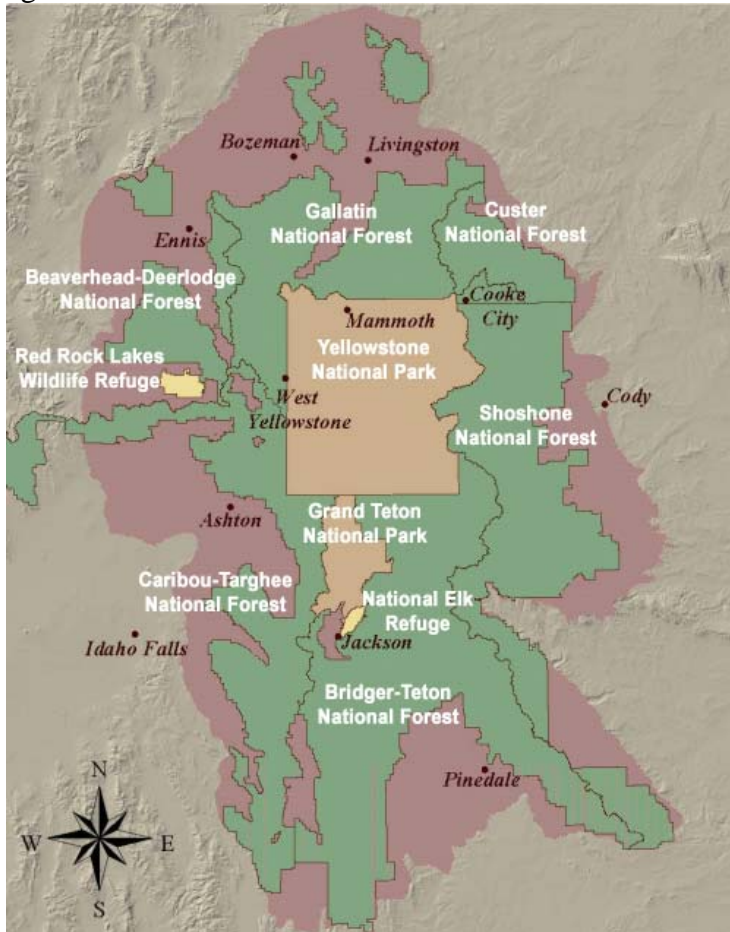 Bozeman
Livingston
Gallatin
National Forest
Custer
National Forest
Ennis
Beaverhead-Deerlodge
National Forest
Cooke
City
Mammoth
Yellowstone
National Park
Red Rock Lakes
Wildlife Refuge
West
Yellowstone
Cody
Shoshone
National Forest
Ashton
Grand Teton
National Park
Caribou-Targhee
National Forest
National Elk
Refuge
Idaho Falls
Jackson
Bridger-Teton
National Forest
Pinedale
N
W
E
S